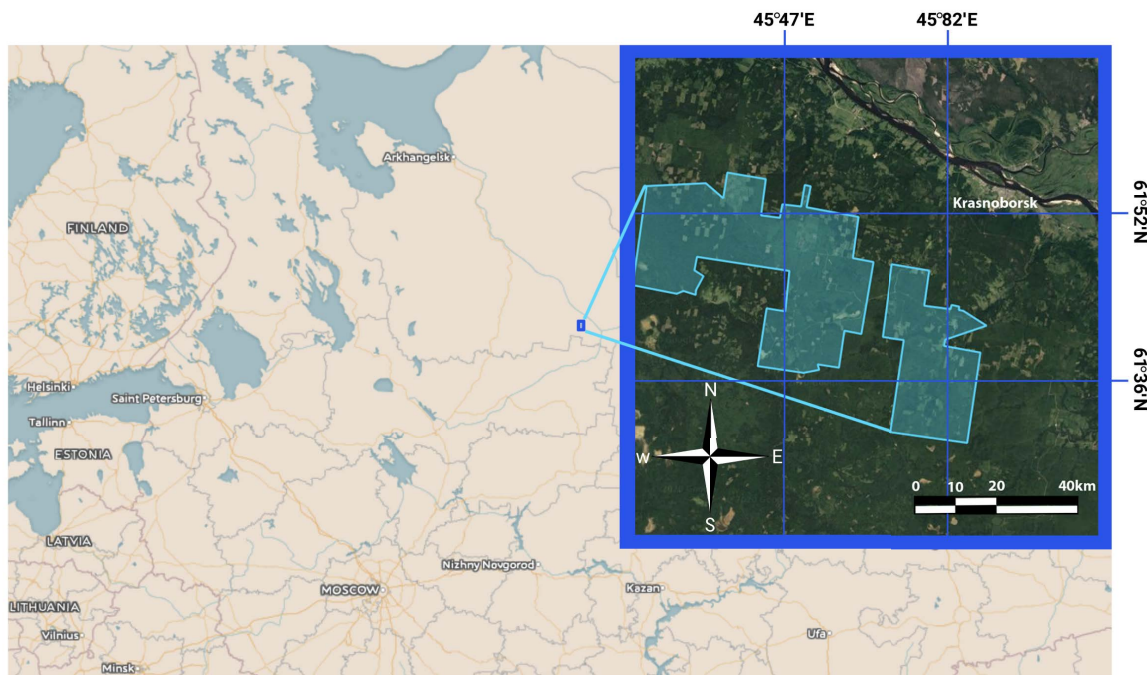 45°47'E
45°82'E
Arkhangelsk
Krasnoborsk
61°52'N
FINLAND
61°36'N
Helsinki
Saint Petersburg
N
Tallinn
ESTONIA
W
E
0 10 20 40km
S
LATVIA
Nizhny Novgorod
MOSCOW
Kazan
LITHUANIA
Vilnius
Ufa
Minsk